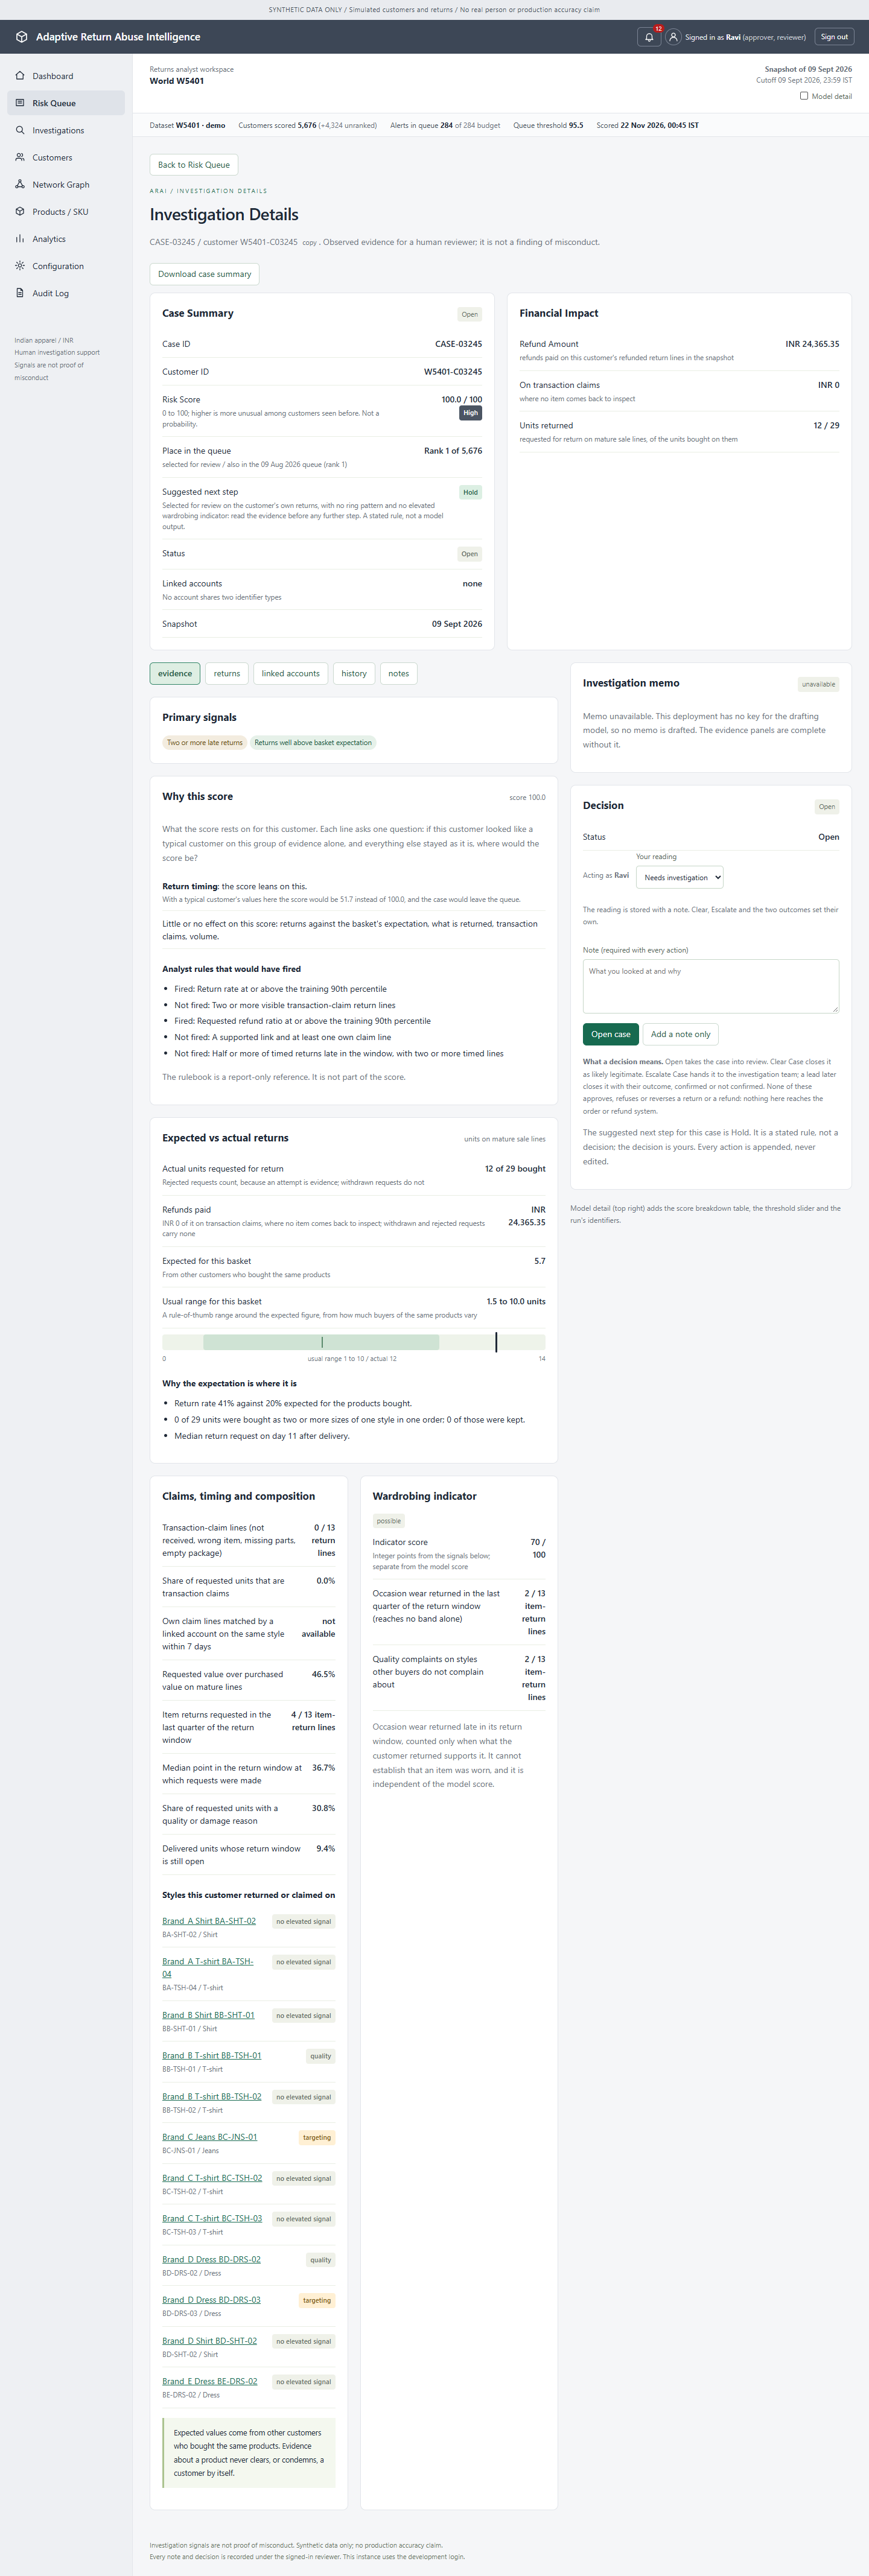 SYNTHETIC DATA ONLY / Simulated customers and returns / No real person or production accuracy claim
Adaptive Return Abuse Intelligence
12
Signed in as Ravi (approver, reviewer)
Sign out
Dashboard
Risk Queue
Investigations
Customers
Network Graph
Products / SKU
Analytics
Configuration
Audit Log
Indian apparel / INR
Human investigation support
Signals are not proof of
misconduct
Returns analyst workspace
World W5401
Snapshot of 09 Sept 2026
Cutoff 09 Sept 2026, 23:59 IST
Model detail
Dataset W5401 · demo
Customers scored 5,676 (+4,324 unranked)
Alerts in queue 284 of 284 budget
Queue threshold 95.5
Scored 22 Nov 2026, 00:45 IST
Back to Risk Queue
ARAI / INVESTIGATION DETAILS
Investigation Details
CASE-03245 / customer W5401-C03245 copy . Observed evidence for a human reviewer: it is not a finding of misconduct.
Download case summary
Case Summary
Open
Case ID
CASE-03245
Customer ID
W5401-C03245
Risk Score
100.0 / 100
0 to 100; higher is more unusual among customers seen before. Not a
probability.
High
Place in the queue
Rank 1 of 5,676
selected for review / also in the 09 Aug 2026 queue (rank 1)
Suggested next step
Hold
Selected for review on the customer's own returns, with no ring pattern and no elevated
wardrobing indicator: read the evidence before any further step. A stated rule, not a model
output.
Status
Open
Linked accounts
none
No account shares two identifier types
Snapshot
09 Sept 2026
Financial Impact
Refund Amount
INR 24,365.35
refunds paid on this customer's refunded return lines in the snapshot
On transaction claims
INR 0
where no item comes back to inspect
Units returned
12 / 29
requested for return on mature sale lines, of the units bought on them
evidence
returns
linked accounts
history
notes
Primary signals
Two or more late returns
Returns well above basket expectation
Why this score
score 100.0
What the score rests on for this customer. Each line asks one question: if this customer looked like a
typical customer on this group of evidence alone, and everything else stayed as it is, where would the
score be?
Return timing: the score leans on this.
With a typical customer's values here the score would be 51.7 instead of 100.0, and the case would leave the queue.
Little or no effect on this score: returns against the basket's expectation, what is returned, transaction
claims, volume.
Analyst rules that would have fired
Fired: Return rate at or above the training 90th percentile
Not fired: Two or more visible transaction-claim return lines
Fired: Requested refund ratio at or above the training 90th percentile
Not fired: A supported link and at least one own claim line
Not fired: Half or more of timed returns late in the window, with two or more timed lines
The rulebook is a report-only reference. It is not part of the score.
Expected vs actual returns
units on mature sale lines
Actual units requested for return
12 of 29 bought
Rejected requests count, because an attempt is evidence; withdrawn requests do not
Refunds paid
INR
24,365.35
INR 0 of it on transaction claims, where no item comes back to inspect; withdrawn and rejected requests
carry none
Expected for this basket
5.7
From other customers who bought the same products
Usual range for this basket
1.5 to 10.0 units
A rule-of-thumb range around the expected figure, from how much buyers of the same products vary
0
usual range 1 to 10 / actual 12
14
Why the expectation is where it is
Return rate 41% against 20% expected for the products bought.
0 of 29 units were bought as two or more sizes of one style in one order; 0 of those were kept.
Median return request on day 11 after delivery.
Claims, timing and composition
Transaction-claim lines (not
received, wrong item, missing parts,
empty package)
0 / 13
return
lines
Share of requested units that are
transaction claims
0.0%
Own claim lines matched by a
linked account on the same style
within 7 days
not
available
Requested value over purchased
value on mature lines
46.5%
Item returns requested in the
last quarter of the return
window
4 / 13 item-
return lines
Median point in the return window at
which requests were made
36.7%
Share of requested units with a
quality or damage reason
30.8%
Delivered units whose return window
is still open
9.4%
Styles this customer returned or claimed on
Brand_A Shirt BA-SHT-02
no elevated signal
BA-SHT-02 / Shirt
Brand_A T-shirt BA-TSH-
04
no elevated signal
BA-TSH-04 / T-shirt
Brand_B Shirt BB-SHT-01
no elevated signal
BB-SHT-01 / Shirt
Brand_B T-shirt BB-TSH-01
quality
BB-TSH-01 / T-shirt
Brand_B T-shirt BB-TSH-02
no elevated signal
BB-TSH-02 / T-shirt
Brand_C Jeans BC-JNS-01
targeting
BC-JNS-01 / Jeans
Brand_C T-shirt BC-TSH-02
no elevated signal
BC-TSH-02 / T-shirt
Brand_C T-shirt BC-TSH-03
no elevated signal
BC-TSH-03 / T-shirt
Brand_D Dress BD-DRS-02
quality
BD-DRS-02 / Dress
Brand_D Dress BD-DRS-03
targeting
BD-DRS-03 / Dress
Brand_D Shirt BD-SHT-02
no elevated signal
BD-SHT-02 / Shirt
Brand_E Dress BE-DRS-02
no elevated signal
BE-DRS-02 / Dress
Expected values come from other customers
who bought the same products. Evidence
about a product never clears, or condemns, a
customer by itself.
Wardrobing indicator
possible
Indicator score
70 /
100
Integer points from the signals below;
separate from the model score
Occasion wear returned in the last
quarter of the return window
(reaches no band alone)
2 / 13
item-
return
lines
Quality complaints on styles
other buyers do not complain
about
2 / 13
item-
return
lines
Occasion wear returned late in its return
window, counted only when what the
customer returned supports it. It cannot
establish that an item was worn, and it is
independent of the model score.
Investigation memo
unavailable
Memo unavailable. This deployment has no key for the drafting
model, so no memo is drafted. The evidence panels are complete
without it.
Decision
Open
Status
Open
Acting as Ravi
Your reading
Needs investigation
The reading is stored with a note. Clear, Escalate and the two outcomes set their
own.
Note (required with every action)
What you looked at and why
Open case
Add a note only
What a decision means. Open takes the case into review. Clear Case closes it
as likely legitimate. Escalate Case hands it to the investigation team; a lead later
closes it with their outcome, confirmed or not confirmed. None of these
approves, refuses or reverses a return or a refund: nothing here reaches the
order or refund system.
The suggested next step for this case is Hold. It is a stated rule, not a
decision; the decision is yours. Every action is appended, never
edited.
Model detail (top right) adds the score breakdown table, the threshold slider and the
run's identifiers.
Investigation signals are not proof of misconduct. Synthetic data only; no production accuracy claim.
Every note and decision is recorded under the signed-in reviewer. This instance uses the development login.